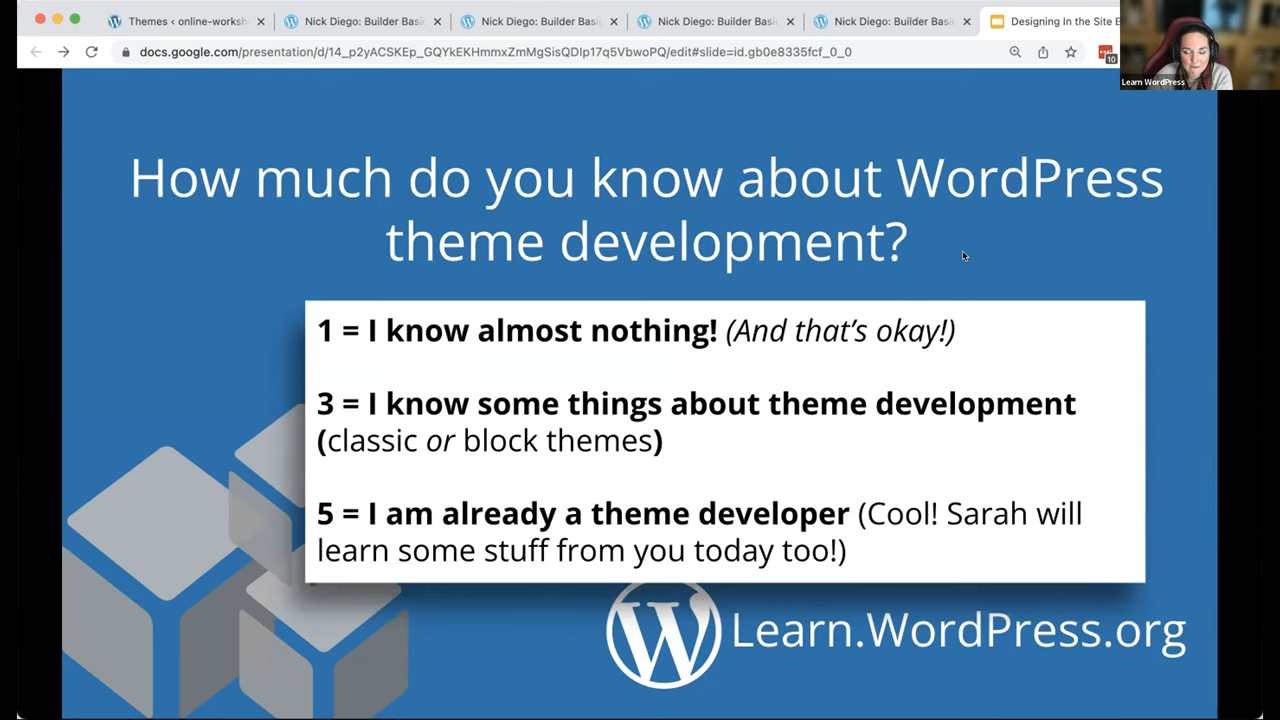 Themes ‹ online-worksh
Nick Diego: Builder Basi
Nick Diego: Builder Basi
Nick Diego: Builder Basi
Nick Diego: Builder Basi
Designing In the Site E
docs.google.com/presentation/d/14_p2yACSKEp_GQYkEKHmmxZmMgSisQDlp17q5VbwoPQ/edit#slide=id.gb0e8335fcf_0_0
10
Learn WordPress
How much do you know about WordPress
theme development?
1 = I know almost nothing! (And that's okay!)
3 = I know some things about theme development
(classic or block themes)
5 = I am already a theme developer (Cool! Sarah will
learn some stuff from you today too!)
Learn.WordPress.org